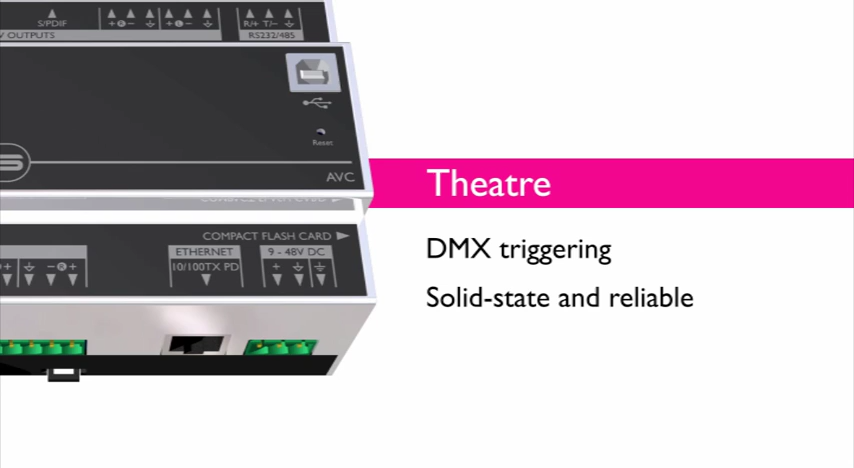 S/PDIF
+ - + -
R/+ T/-
V OUTPUTS
RS232/485
Reset
S
AVC
Theatre
COMPACT FLASH CARD
ETHERNET
9 - 48V DC
10/100TX PD
+
+
- R +
DMX triggering
Solid-state and reliable